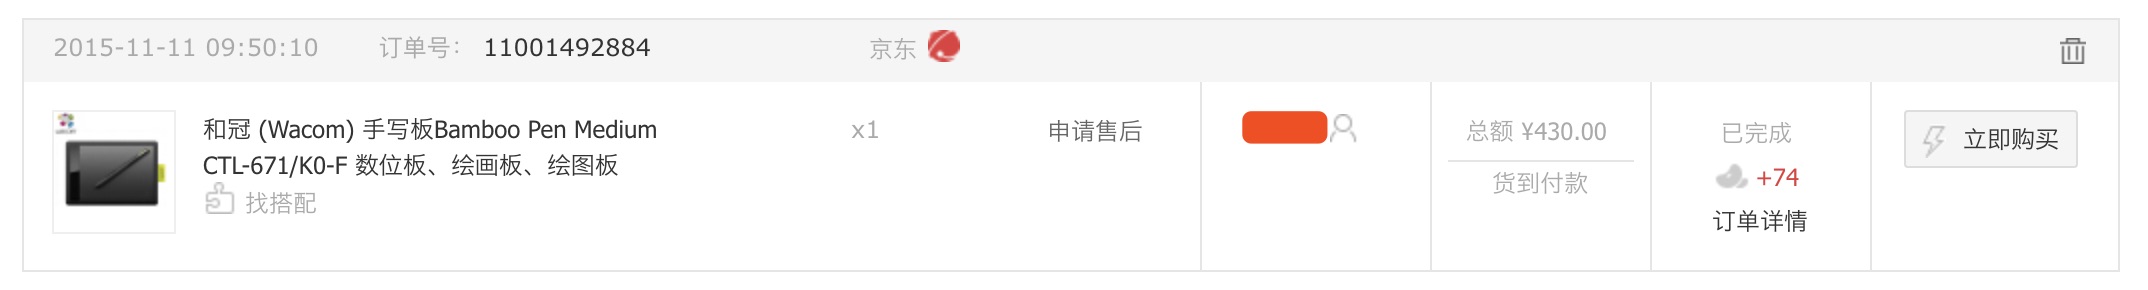 2015-11-11 09:50:10 订单号： 11001492884 京东
和冠 (Wacom) 手写板Bamboo Pen Medium
CTL-671/K0-F 数位板、绘画板、绘图板
找搭配
x1
申请售后
总额 ¥430.00
货到付款
已完成
+74
订单详情
立即购买